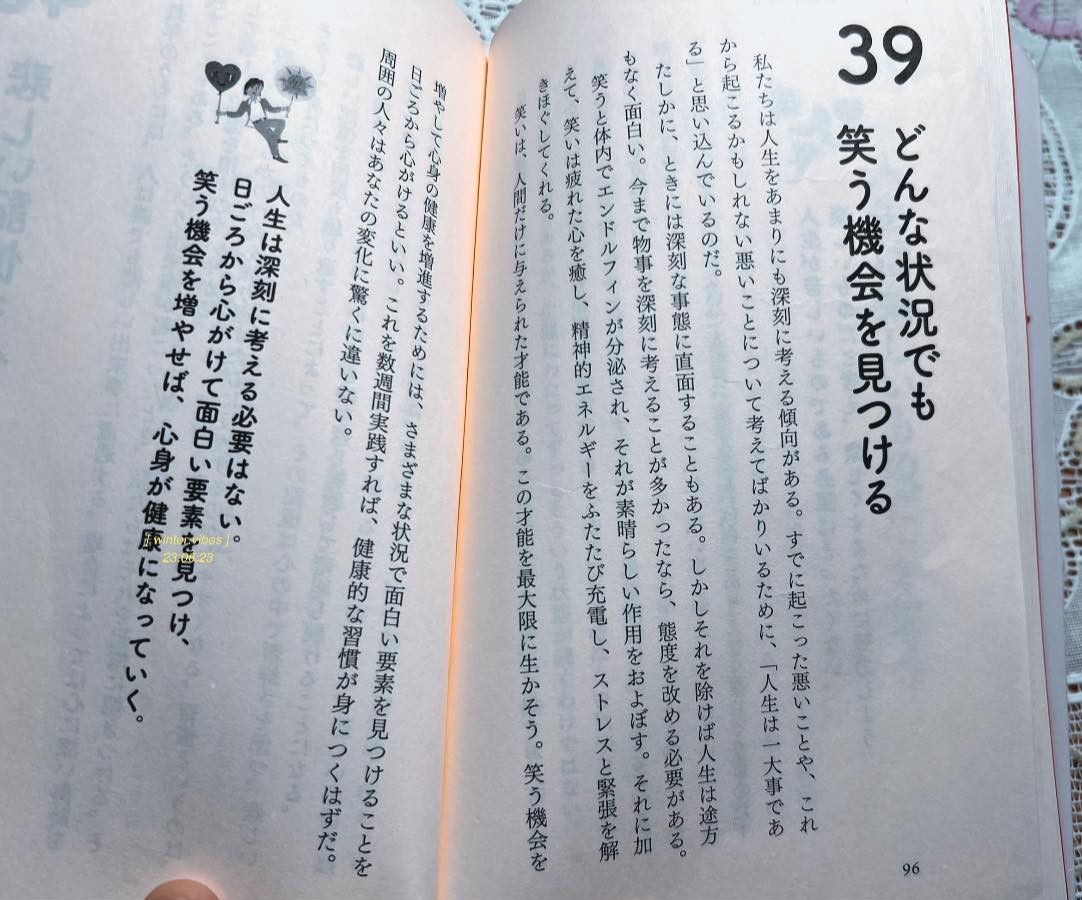 39
どんな状況でも
笑う機会を見つける
私たちは人生をあまりにも深刻に考える傾向がある。すでに起こった悪いことや、これ
から起こるかもしれない悪いことについて考えてばかりいるために、「人生は一大事であ
る」と思い込んでいるのだ。
たしかに、ときには深刻な事態に直面することもある。しかしそれを除けば人生は途方
もなく面白い。今まで物事を深刻に考えることが多かったなら、態度を改める必要がある。
笑うと体内でエンドルフィンが分泌され、それが素晴らしい作用をおよぼす。それに加
えて、笑いは疲れた心を癒し、精神的エネルギーをふたたび充電し、ストレスと緊張を解
きほぐしてくれる。
笑いは、人間だけに与えられた才能である。この才能を最大限に生かそう。笑う機会を
96
増やして心身の健康を増進するためには、さまざまな状況で面白い要素を見つけることを
日ごろから心がけるといい。これを数週間実践すれば、健康的な習慣が身につくはずだ。
周囲の人々はあなたの変化に驚くに違いない。
人生は深刻に考える必要はない。
日ごろから心がけて面白い要素を見つけ、
笑う機会を増やせば、心身が健康になっていく。
[ winter.vibes ]
23.06.23